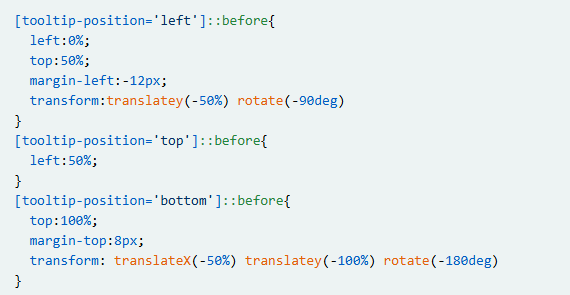 [tooltip-position='left']::before{
  left:0%;
  top:50%;
  margin-left:-12px;
  transform:translatey(-50%) rotate(-90deg)
}
[tooltip-position='top']::before{
  left:50%;
}
[tooltip-position='bottom']::before{
  top:100%;
  margin-top:8px;
  transform: translateX(-50%) translatey(-100%) rotate(-180deg)
}